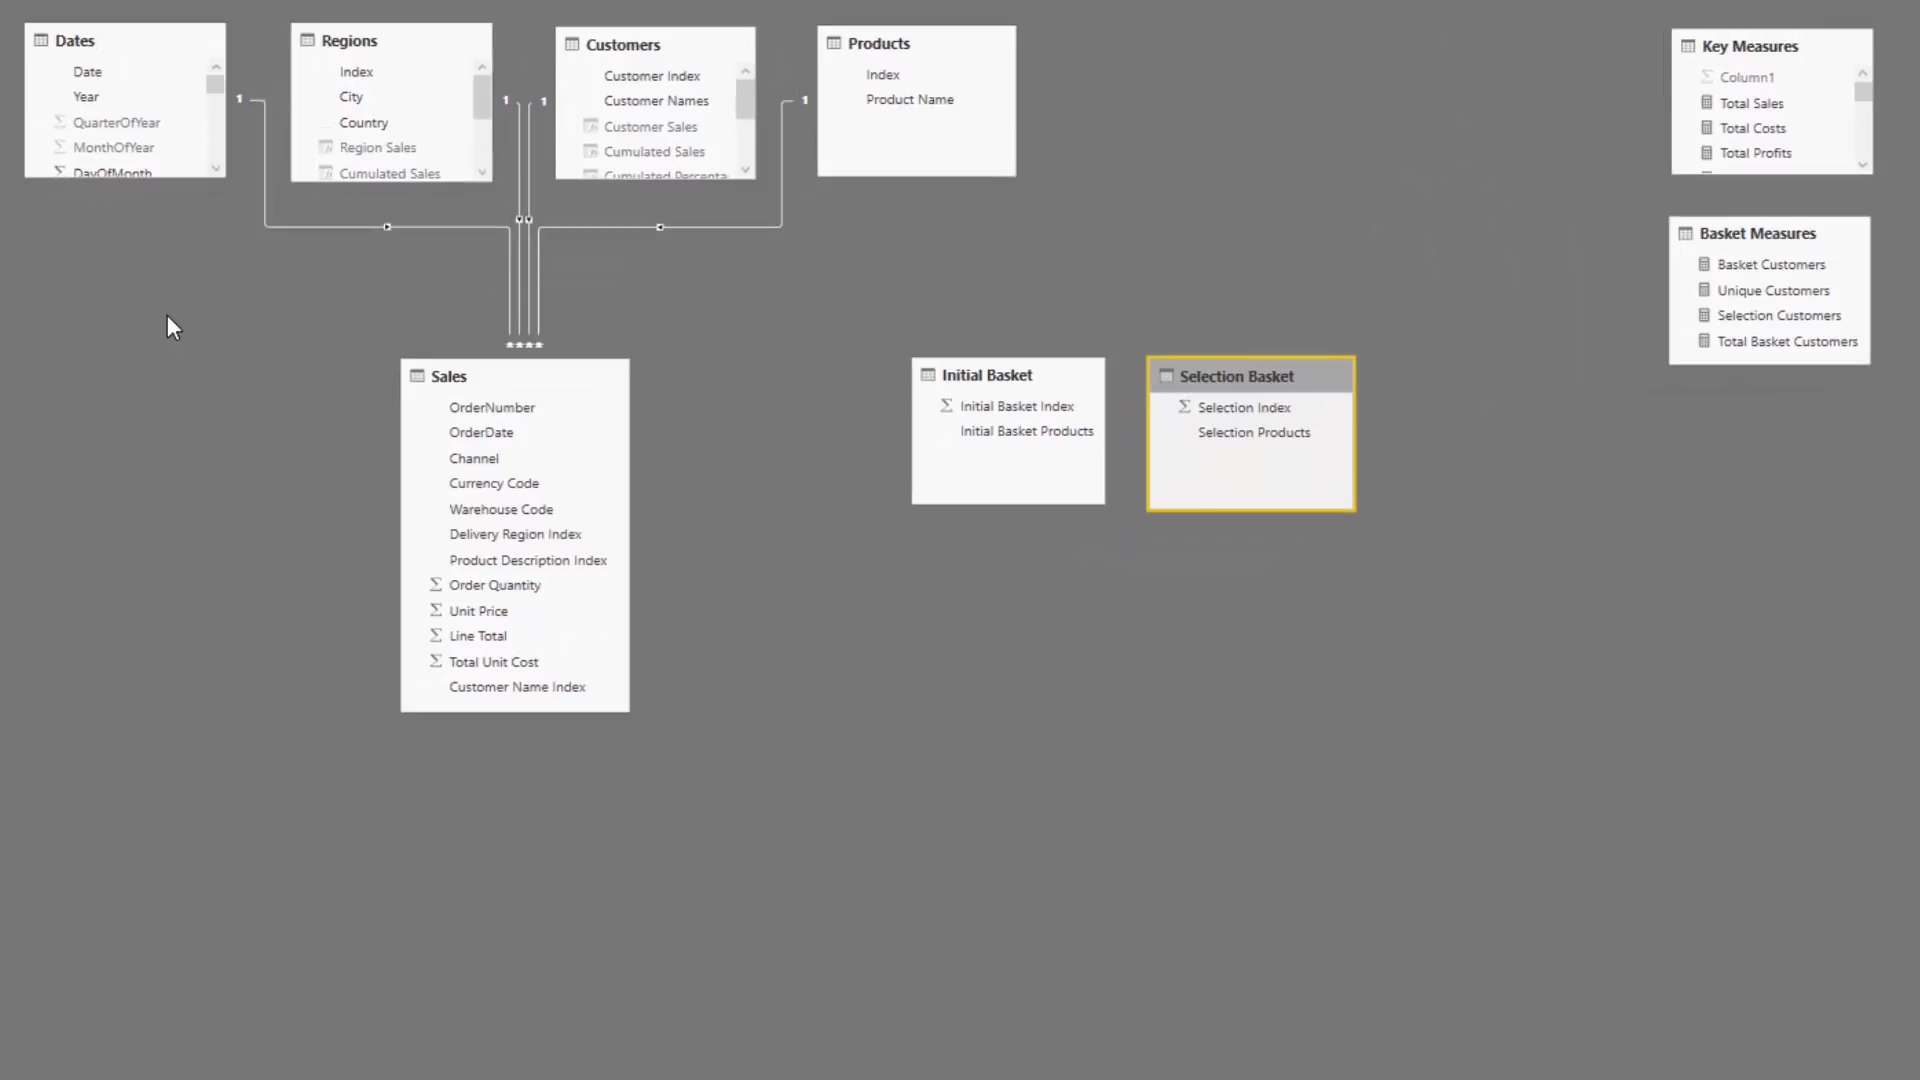 Dates
Date
Year
QuarterOfYear
MonthOfYear
DayOfMonth
1
Regions
Index
City
Country
Region Sales
Cumulated Sales
1
1
Customers
Customer Index
Customer Names
Customer Sales
Cumulated Sales
Cumulated Percenta
Products
Index
Product Name
1
Key Measures
Column1
Total Sales
Total Costs
Total Profits
Basket Measures
Basket Customers
Unique Customers
Selection Customers
Total Basket Customers
* * * *
Sales
OrderNumber
OrderDate
Channel
Currency Code
Warehouse Code
Delivery Region Index
Product Description Index
Σ Order Quantity
Σ Unit Price
Σ Line Total
Σ Total Unit Cost
Customer Name Index
Initial Basket
Σ Initial Basket Index
Initial Basket Products
Selection Basket
Σ Selection Index
Selection Products